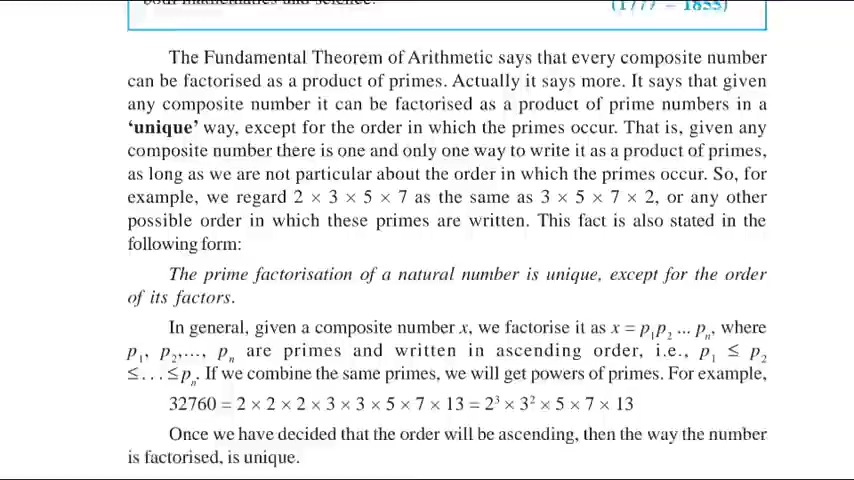 both mathematics and science.
(1777 – 1855)
The Fundamental Theorem of Arithmetic says that every composite number
can be factorised as a product of primes. Actually it says more. It says that given
any composite number it can be factorised as a product of prime numbers in a
‘unique’ way, except for the order in which the primes occur. That is, given any
composite number there is one and only one way to write it as a product of primes,
as long as we are not particular about the order in which the primes occur. So, for
example, we regard 2 × 3 × 5 × 7 as the same as 3 × 5 × 7 × 2, or any other
possible order in which these primes are written. This fact is also stated in the
following form:
The prime factorisation of a natural number is unique, except for the order
of its factors.
In general, given a composite number x, we factorise it as x = p₁p₂ ... pₙ, where
p₁, p₂,..., pₙ are primes and written in ascending order, i.e., p₁ ≤ p₂
≤. . . ≤ pₙ. If we combine the same primes, we will get powers of primes. For example,
32760 = 2 × 2 × 2 × 3 × 3 × 5 × 7 × 13 = 2³ × 3² × 5 × 7 × 13
Once we have decided that the order will be ascending, then the way the number
is factorised, is unique.